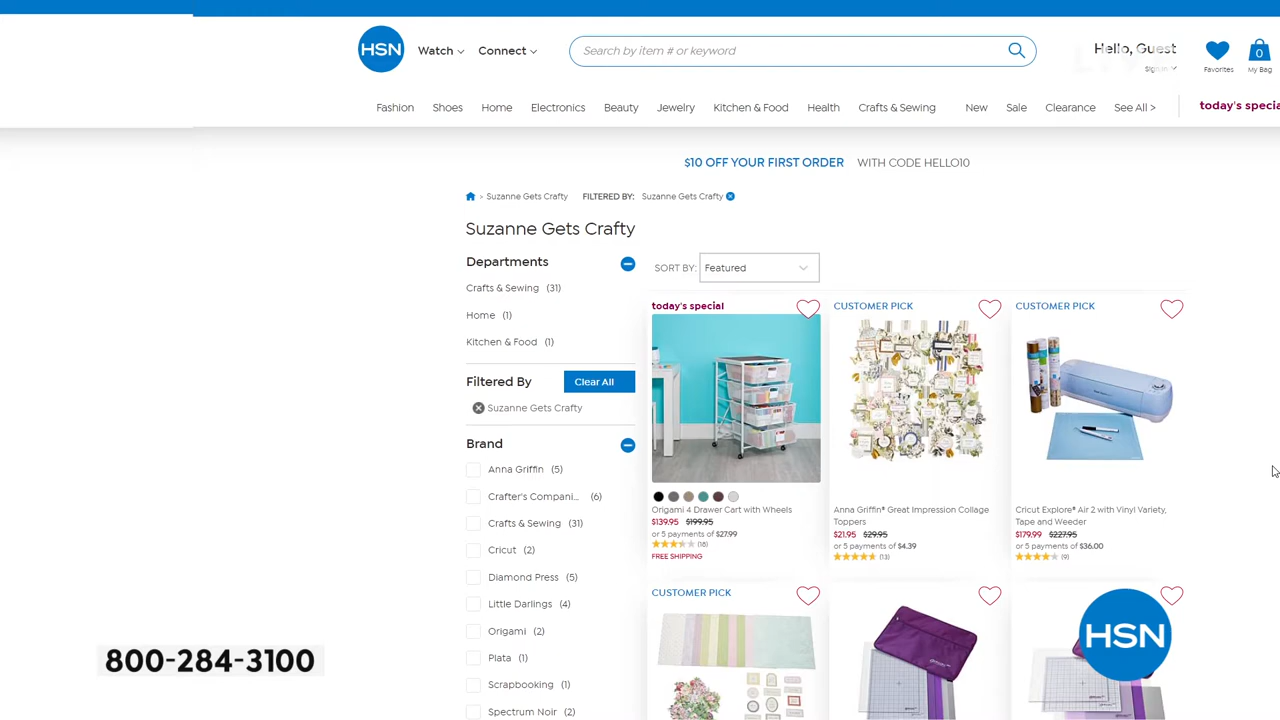 HSN
Watch
Connect
Search by item # or keyword
Hello, Guest
Sign In
Favorites
0
My Bag
Fashion
Shoes
Home
Electronics
Beauty
Jewelry
Kitchen & Food
Health
Crafts & Sewing
New
Sale
Clearance
See All >
today's specia
$10 OFF YOUR FIRST ORDER WITH CODE HELLO10
> Suzanne Gets Crafty FILTERED BY: Suzanne Gets Crafty
Suzanne Gets Crafty
Departments
Crafts & Sewing (31)
Home (1)
Kitchen & Food (1)
Filtered By
Clear All
Suzanne Gets Crafty
Brand
Anna Griffin (5)
Crafter's Compani... (6)
Crafts & Sewing (31)
Cricut (2)
Diamond Press (5)
Little Darlings (4)
Origami (2)
Plata (1)
Scrapbooking (1)
Spectrum Noir (2)
SORT BY: Featured
today's special
Origami 4 Drawer Cart with Wheels
$139.95 $199.95
or 5 payments of $27.99
(18)
FREE SHIPPING
CUSTOMER PICK
Anna Griffin® Great Impression Collage
Toppers
$21.95 $29.95
or 5 payments of $4.39
(13)
CUSTOMER PICK
Cricut Explore® Air 2 with Vinyl Variety,
Tape and Weeder
$179.99 $227.95
or 5 payments of $36.00
(9)
CUSTOMER PICK
HSN
800-284-3100